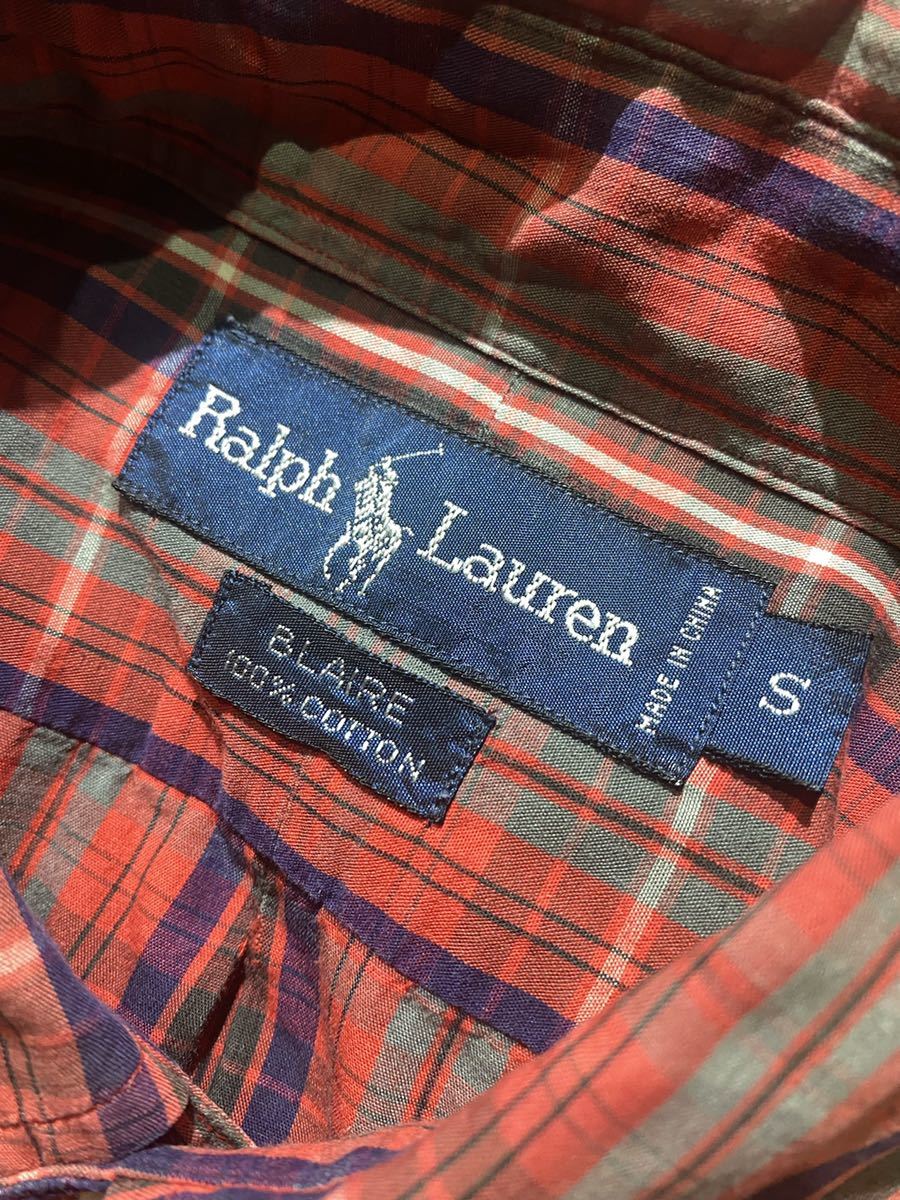 Ralph Lauren
MADE IN CHINA
S
BLAIRE
100% COTTON